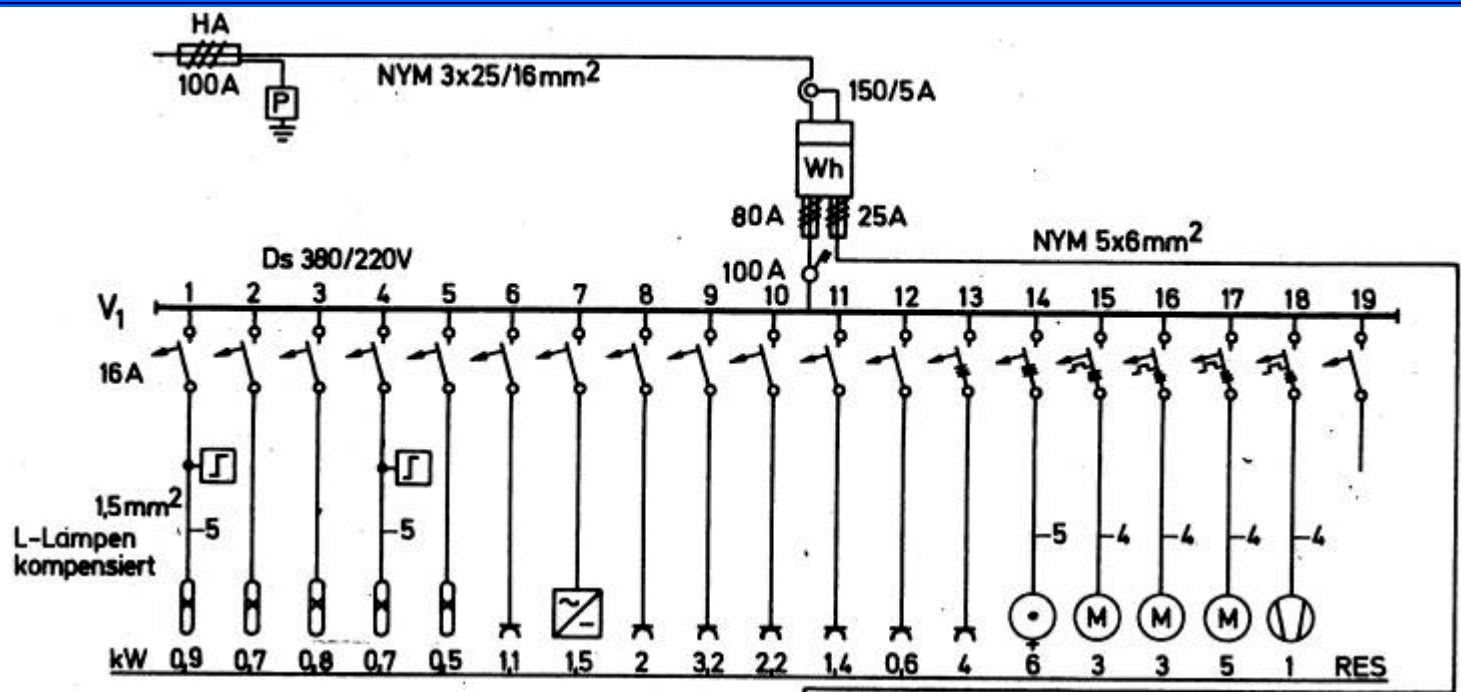 HA
100A
P
NYM 3x25/16mm²
150/5A
Wh
80A
25A
NYM 5x6mm²
Ds 380/220V
100A
V₁
1 2 3 4 5 6 7 8 9 10 11 12 13 14 15 16 17 18 19
16A
1,5mm²
5 5 5 4 4 4 4
L-Lampen
kompensiert
M M M
kW 0,9 0,7 0,8 0,7 0,5 1,1 1,5 2 3,2 2,2 1,4 0,6 4 6 3 3 5 1 RES